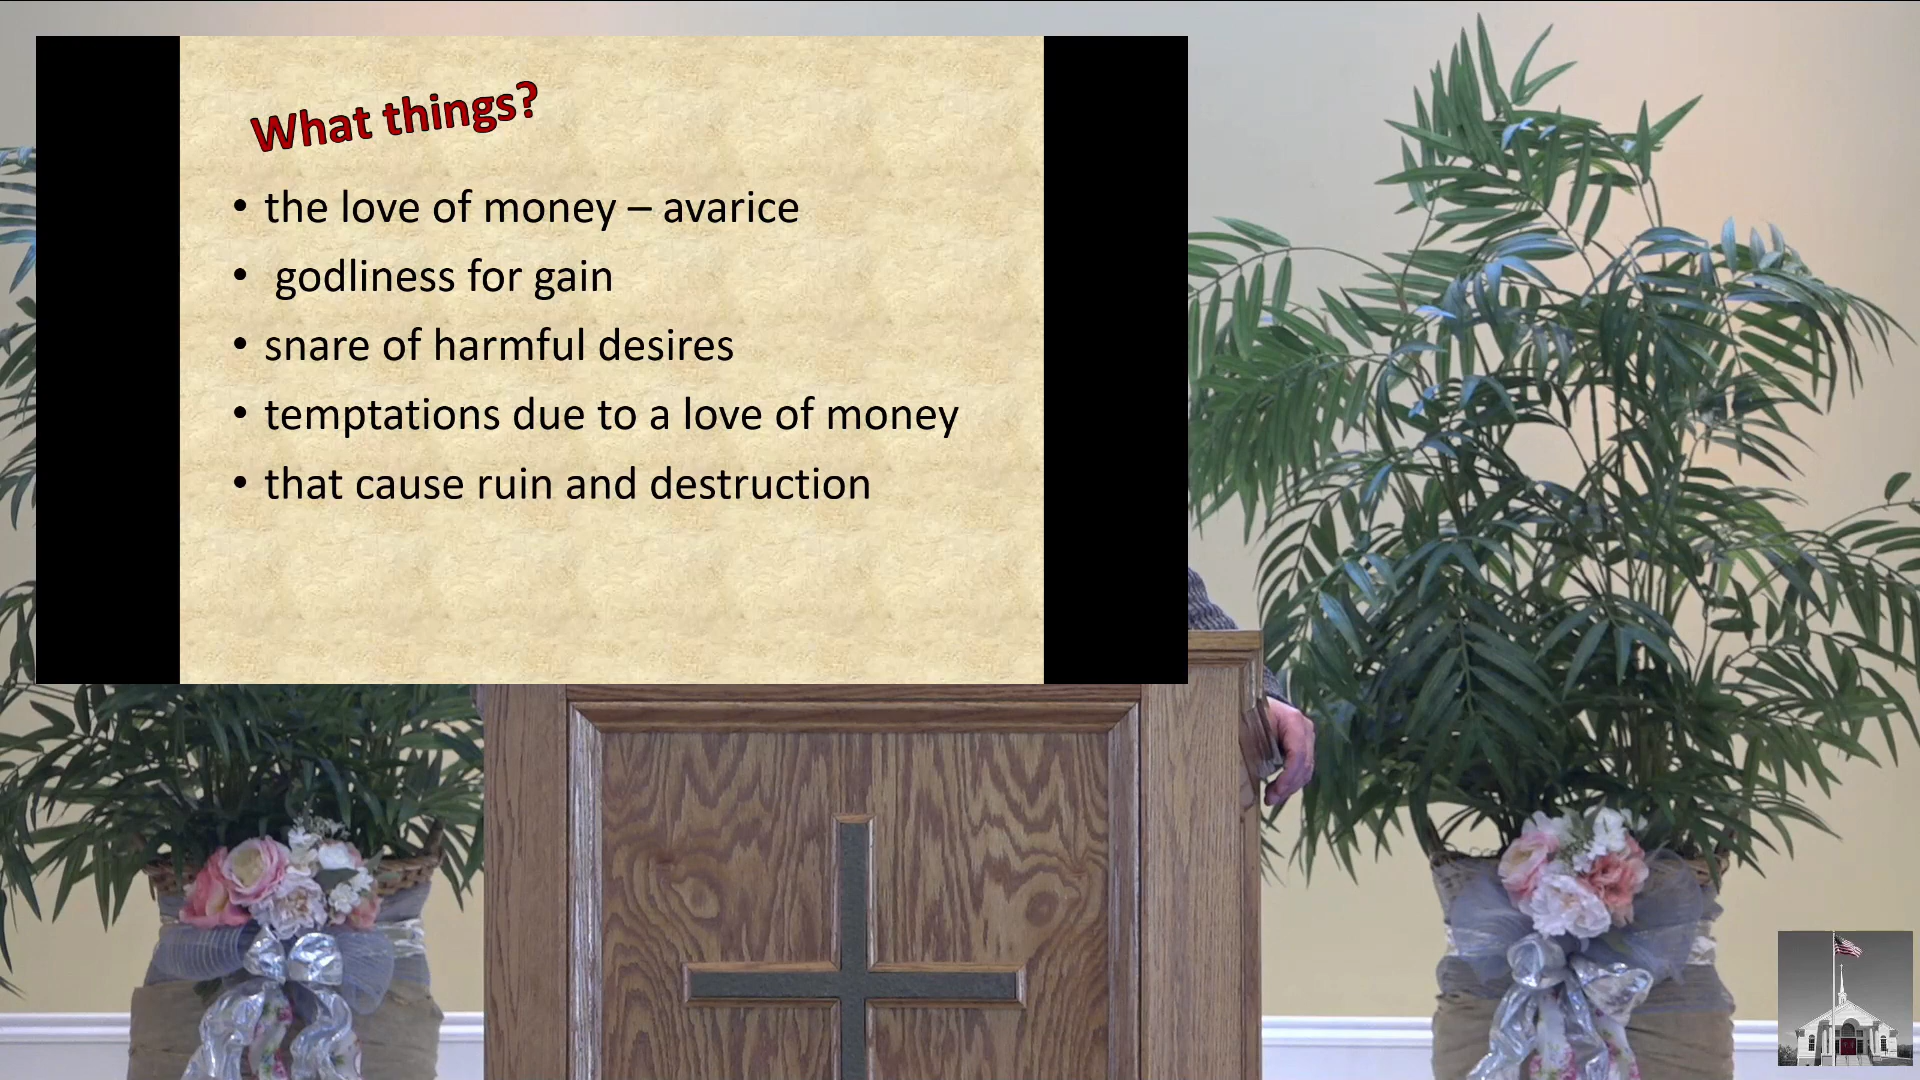 What things?
• the love of money – avarice
• godliness for gain
• snare of harmful desires
• temptations due to a love of money
• that cause ruin and destruction